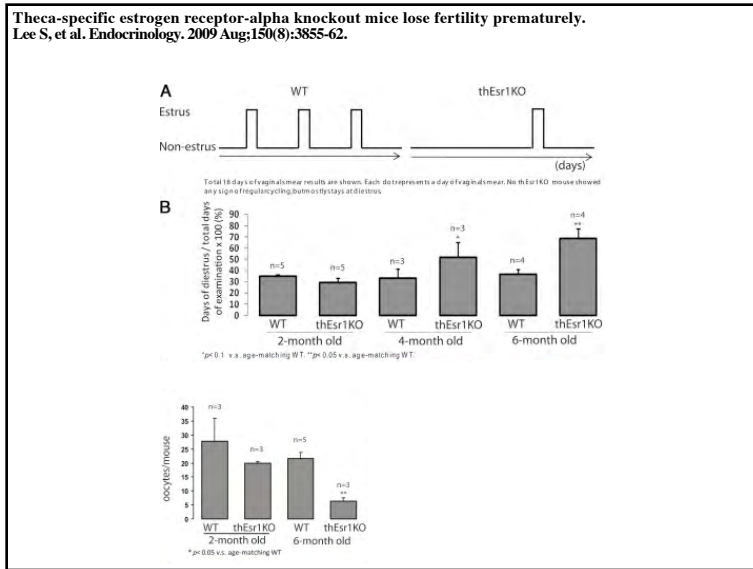 Theca-specific estrogen receptor-alpha knockout mice lose fertility prematurely.
Lee S, et al. Endocrinology. 2009 Aug;150(8):3855-62.
A
WT
thEsr1KO
Estrus
Non-estrus
(days)
Total 18 days of vaginal smear results are shown. Each dot represents a day of vaginal smear. No thEsr1KO mouse showed
any sign of regular cycling, but mostly stays at diestrus.
B
Days of diestrus / total days
of examination x 100 (%)
90
80
70
60
50
40
30
20
10
0
n=5
n=5
n=3
n=3
*
n=4
n=4
**
WT
thEsr1KO
WT
thEsr1KO
WT
thEsr1KO
2-month old
4-month old
6-month old
*p< 0.1 v.s. age-matching WT. **p< 0.05 v.s. age-matching WT.
oocytes/mouse
40
35
30
25
20
15
10
5
0
n=3
n=3
n=5
n=3
**
WT
thEsr1KO
WT
thEsr1KO
2-month old
6-month old
* p< 0.05 v.s. age-matching WT